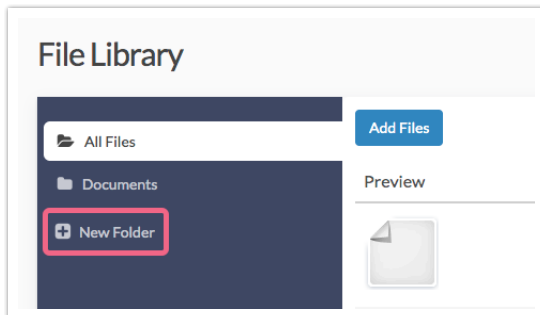 File Library
All Files
Documents
New Folder
Add Files
Preview